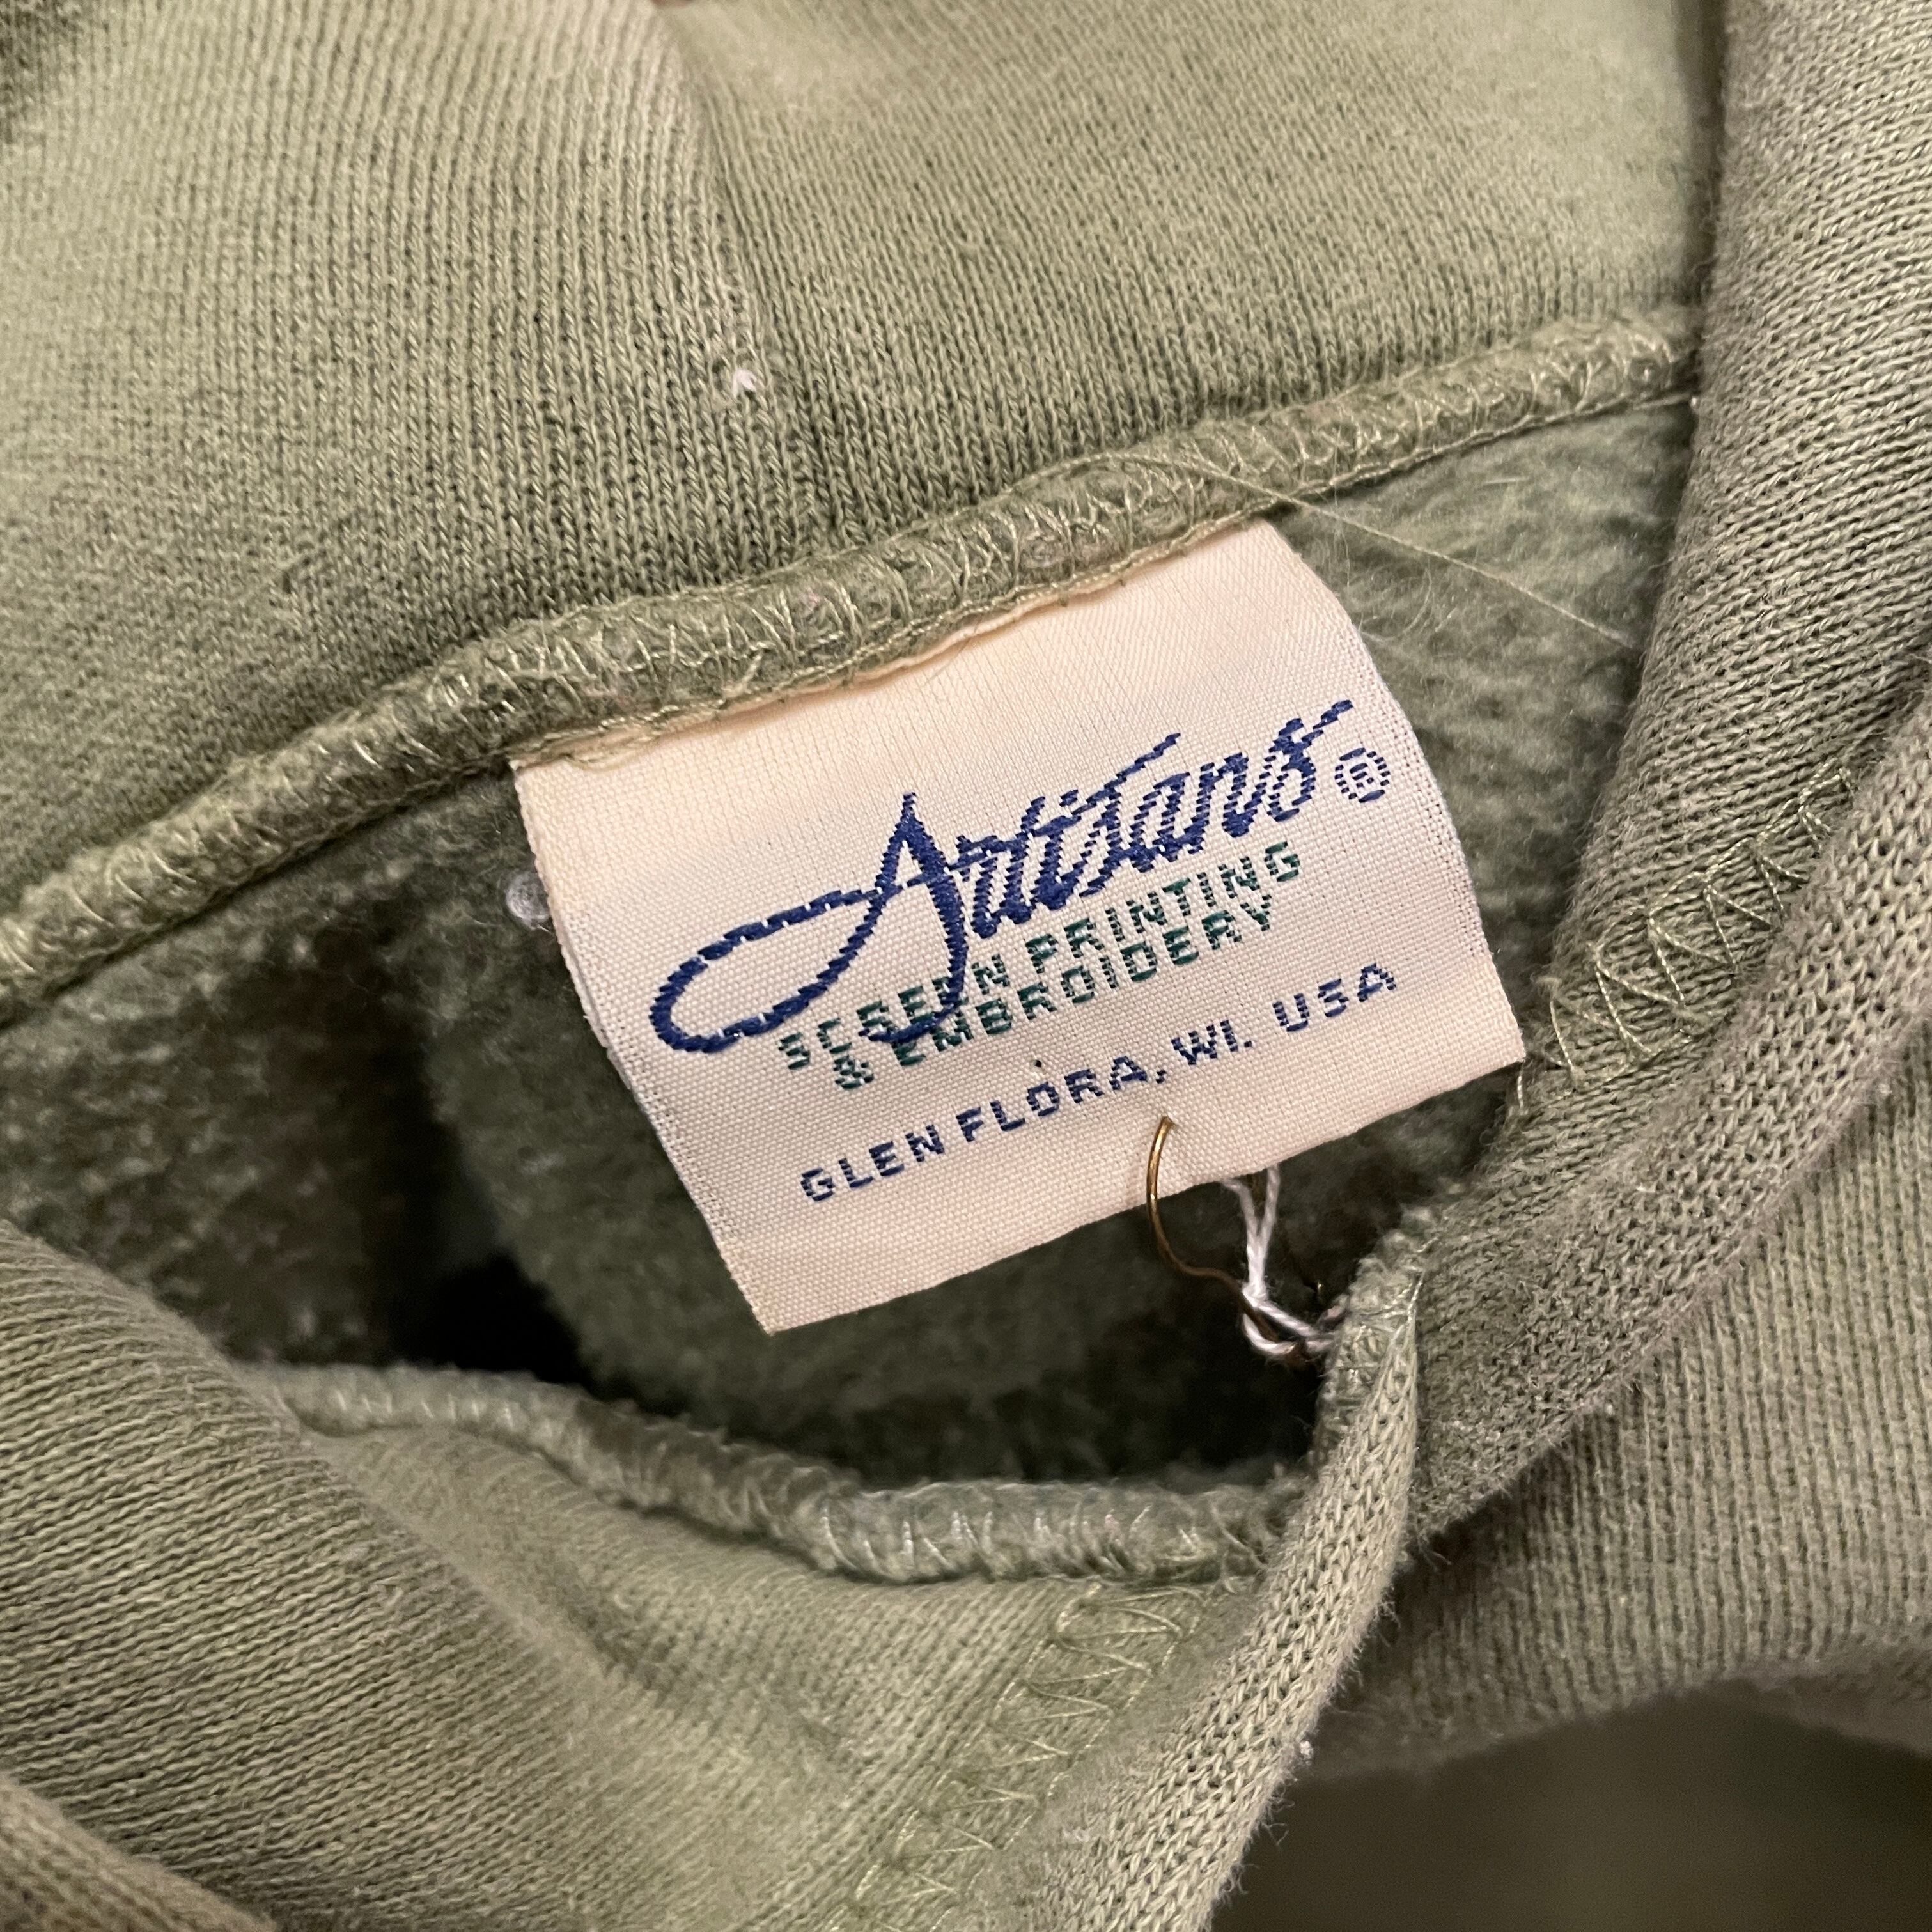 Artisans®
SCREEN PRINTING
& EMBROIDERY
GLEN FLORA, WI. USA